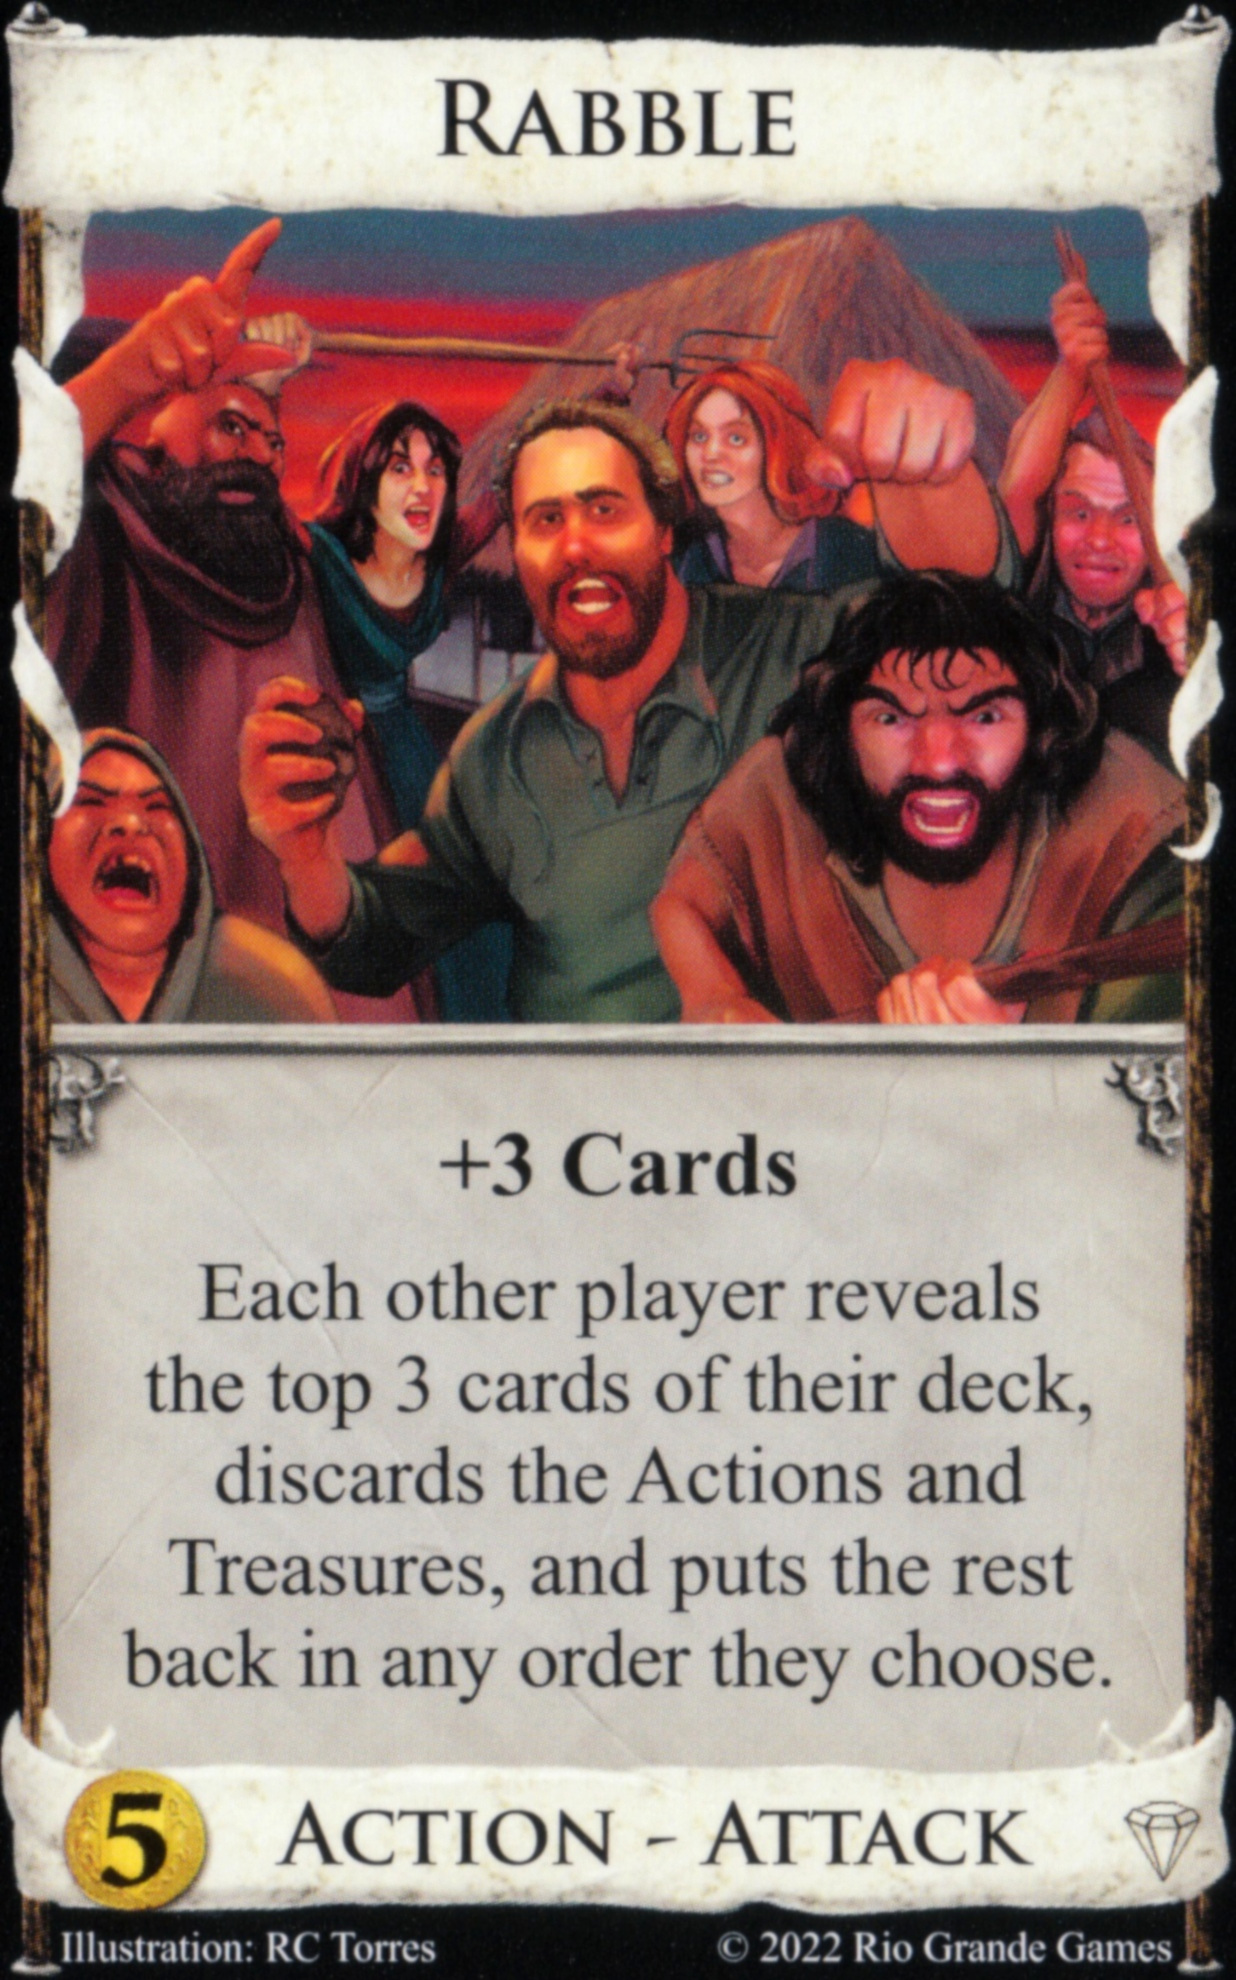 RABBLE
+3 Cards
Each other player reveals
the top 3 cards of their deck,
discards the Actions and
Treasures, and puts the rest
back in any order they choose.
5 ACTION - ATTACK
Illustration: RC Torres © 2022 Rio Grande Games